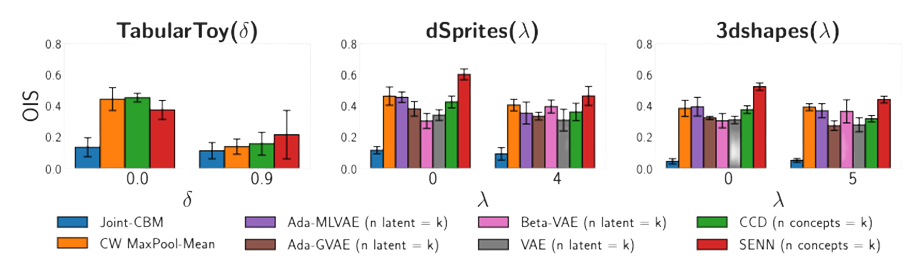 TabularToy(δ) dSprites(λ) 3dshapes(λ)
0.8 0.8 0.8
0.6 0.6 0.6
OIS 0.4 0.4 0.4
0.2 0.2 0.2
0.0 0.0 0.0
0.0 0.9 0 4 0 5
δ λ λ
Joint-CBM Ada-MLVAE (n latent = k) Beta-VAE (n latent = k) CCD (n concepts = k)
CW MaxPool-Mean Ada-GVAE (n latent = k) VAE (n latent = k) SENN (n concepts = k)